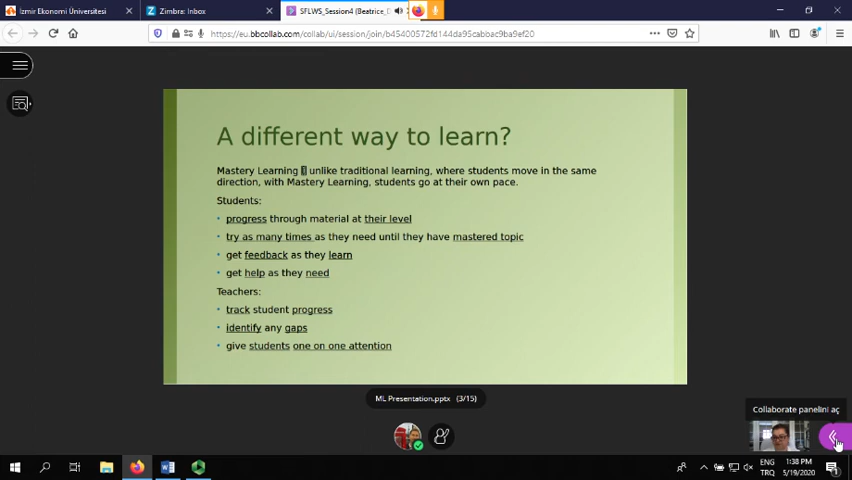 İzmir Ekonomi Üniversitesi
Zimbra: Inbox
SFLWS_Session4 (Beatrice_D
https://eu.bbcollab.com/collab/ui/session/join/b45400572fd144da95cabbac9ba9ef20
A different way to learn?
Mastery Learning unlike traditional learning, where students move in the same
direction, with Mastery Learning, students go at their own pace.
Students:
• progress through material at their level
• try as many times as they need until they have mastered topic
• get feedback as they learn
• get help as they need
Teachers:
• track student progress
• identify any gaps
• give students one on one attention
ML Presentation.pptx (3/15)
Collaborate panelini aç
ENG 1:38 PM
TRQ 5/19/2020